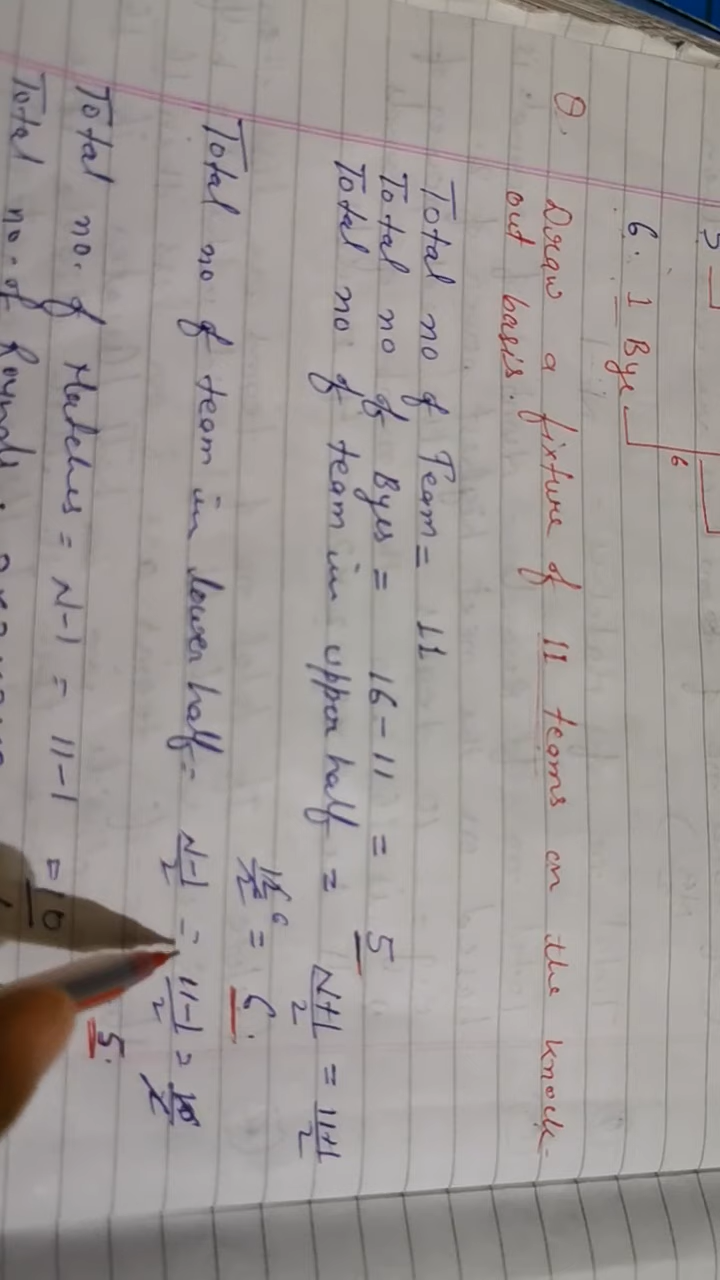 5
6. 1 Bye 6
Q. Draw a fixture of 11 teams on the knock-
out basis.
Total no of Team = 11
Total no of Byes = 16-11 = 5
Total no of team in upper half = N+1/2 = 11+1/2
12/2 6 = 6.
Total no of team in lower half = N-1/2 = 11-1/2 = 10/2
5.
Total no. of Matches = N-1 = 11-1 = 10
Total no. of Rounds